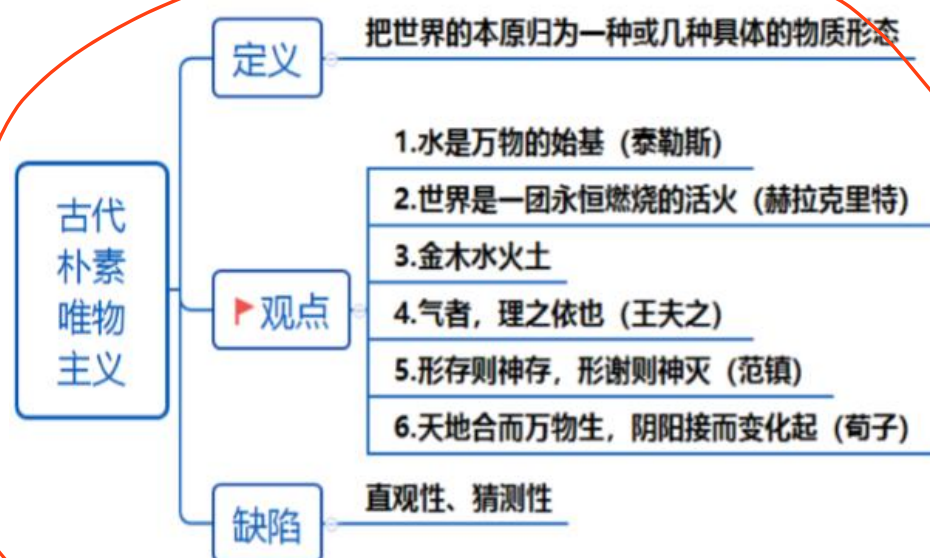 定义
把世界的本原归为一种或几种具体的物质形态
古代
朴素
唯物
主义
观点
1.水是万物的始基（泰勒斯）
2.世界是一团永恒燃烧的活火（赫拉克里特）
3.金木水火土
4.气者，理之依也（王夫之）
5.形存则神存，形谢则神灭（范镇）
6.天地合而万物生，阴阳接而变化起（荀子）
缺陷
直观性、猜测性